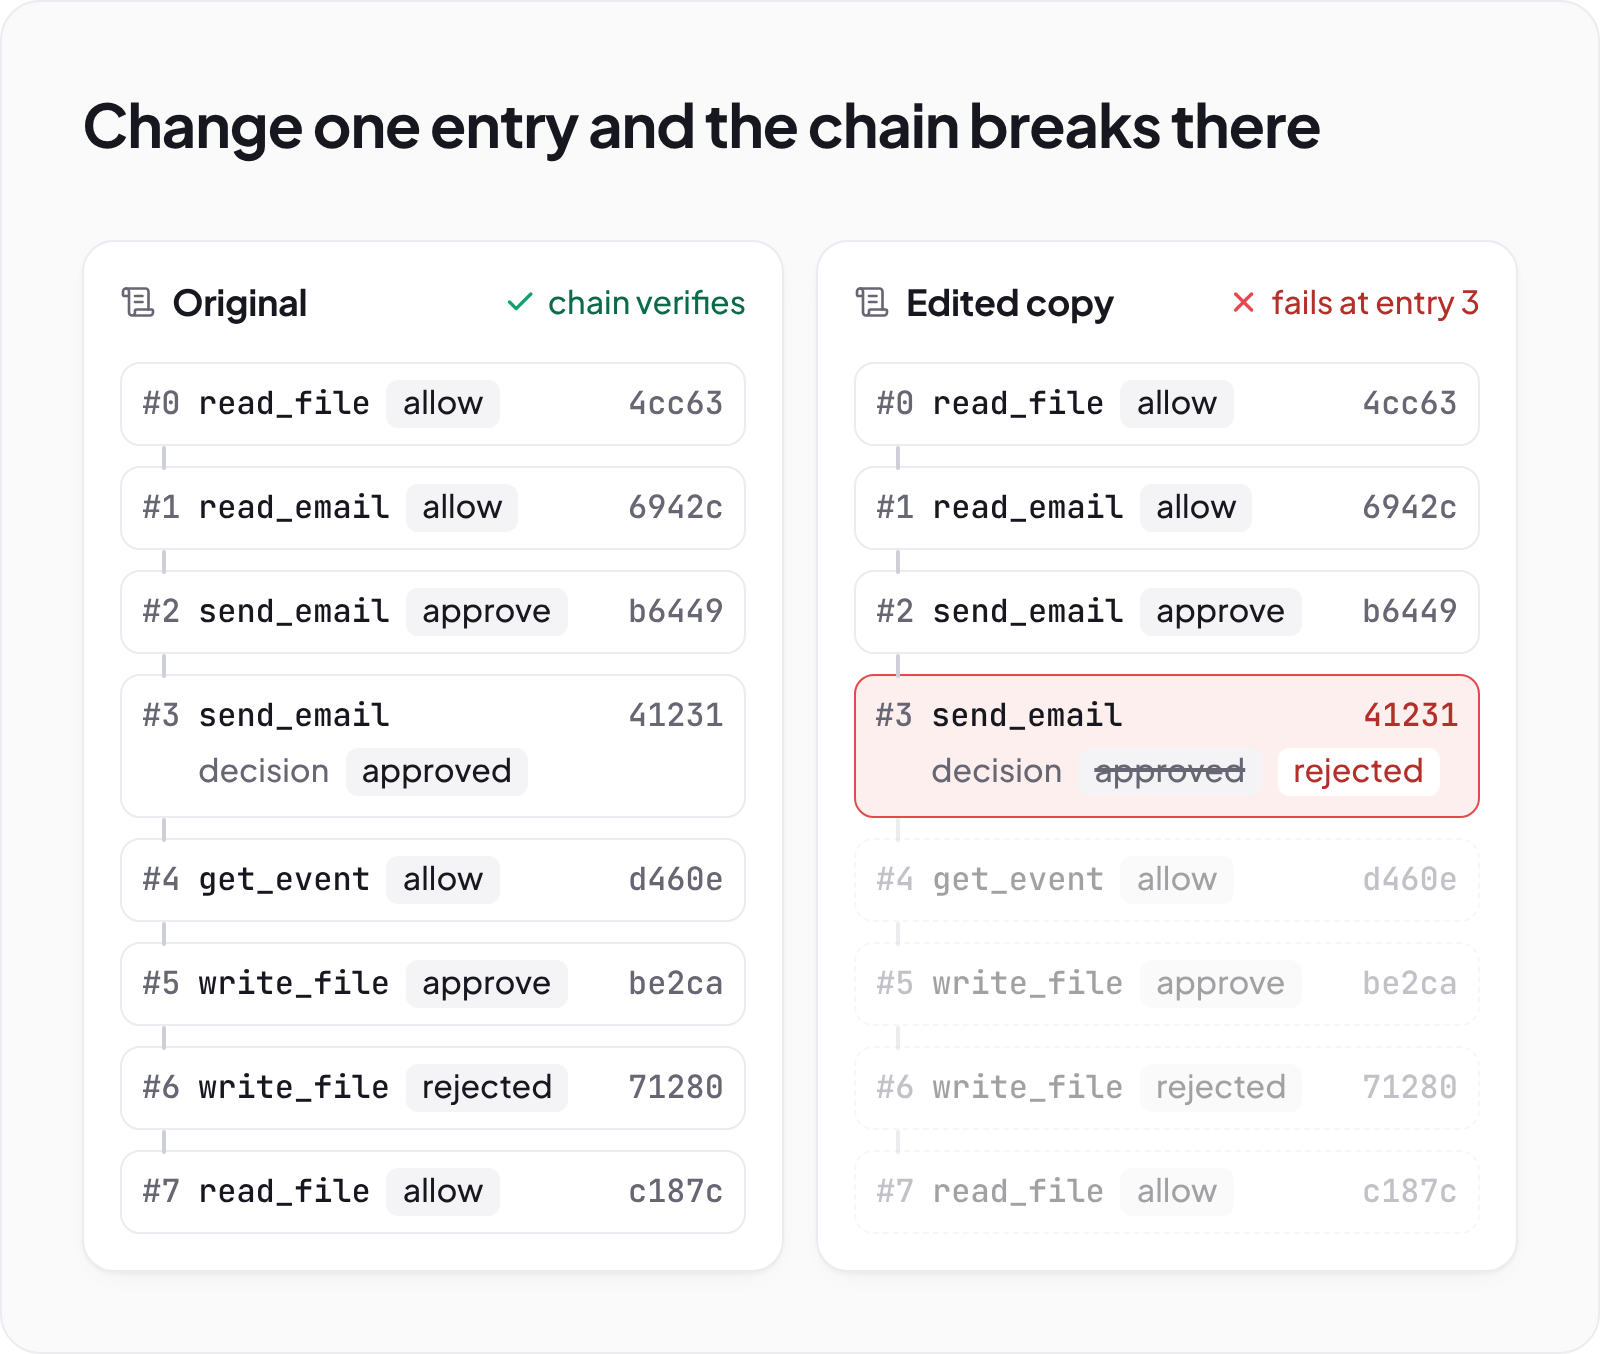 Change one entry and the chain breaks there
Original chain verifies
#0 read_file allow 4cc63
#1 read_email allow 6942c
#2 send_email approve b6449
#3 send_email 41231
decision approved
#4 get_event allow d460e
#5 write_file approve be2ca
#6 write_file rejected 71280
#7 read_file allow c187c
Edited copy fails at entry 3
#0 read_file allow 4cc63
#1 read_email allow 6942c
#2 send_email approve b6449
#3 send_email 41231
decision approved rejected
#4 get_event allow d460e
#5 write_file approve be2ca
#6 write_file rejected 71280
#7 read_file allow c187c